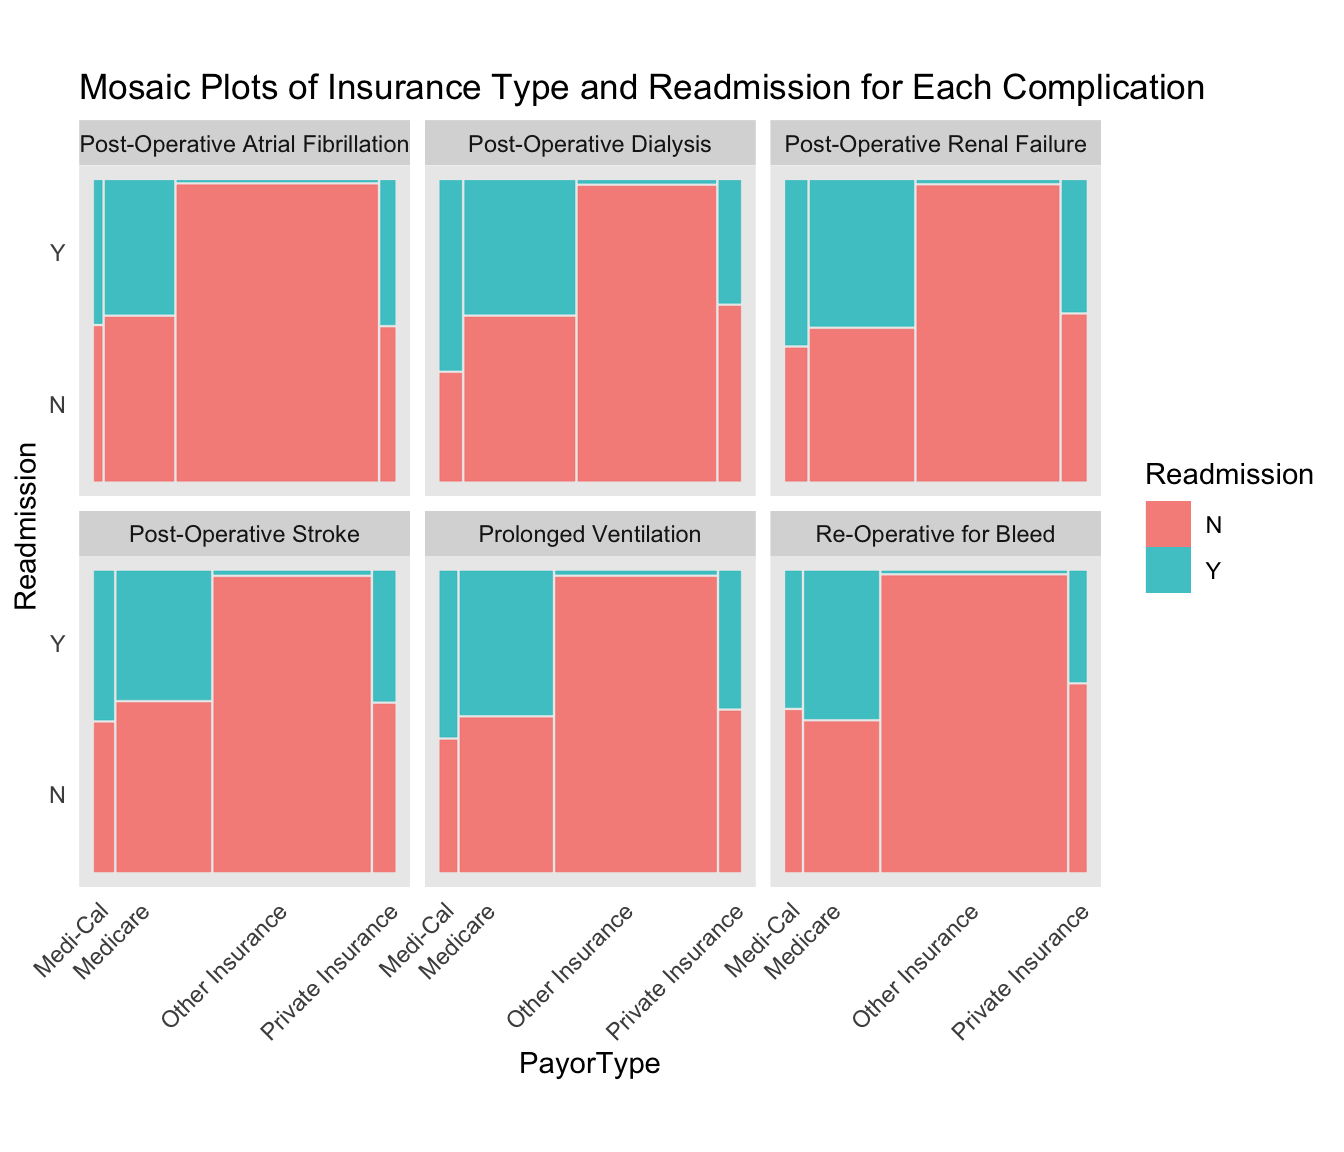 Mosaic Plots of Insurance Type and Readmission for Each Complication
Post-Operative Atrial Fibrillation
Post-Operative Dialysis
Post-Operative Renal Failure
Y
N
Post-Operative Stroke
Prolonged Ventilation
Re-Operative for Bleed
Y
N
Readmission
Medi-Cal
Medicare
Other Insurance
Private Insurance
Medi-Cal
Medicare
Other Insurance
Private Insurance
Medi-Cal
Medicare
Other Insurance
Private Insurance
PayorType
Readmission
N
Y